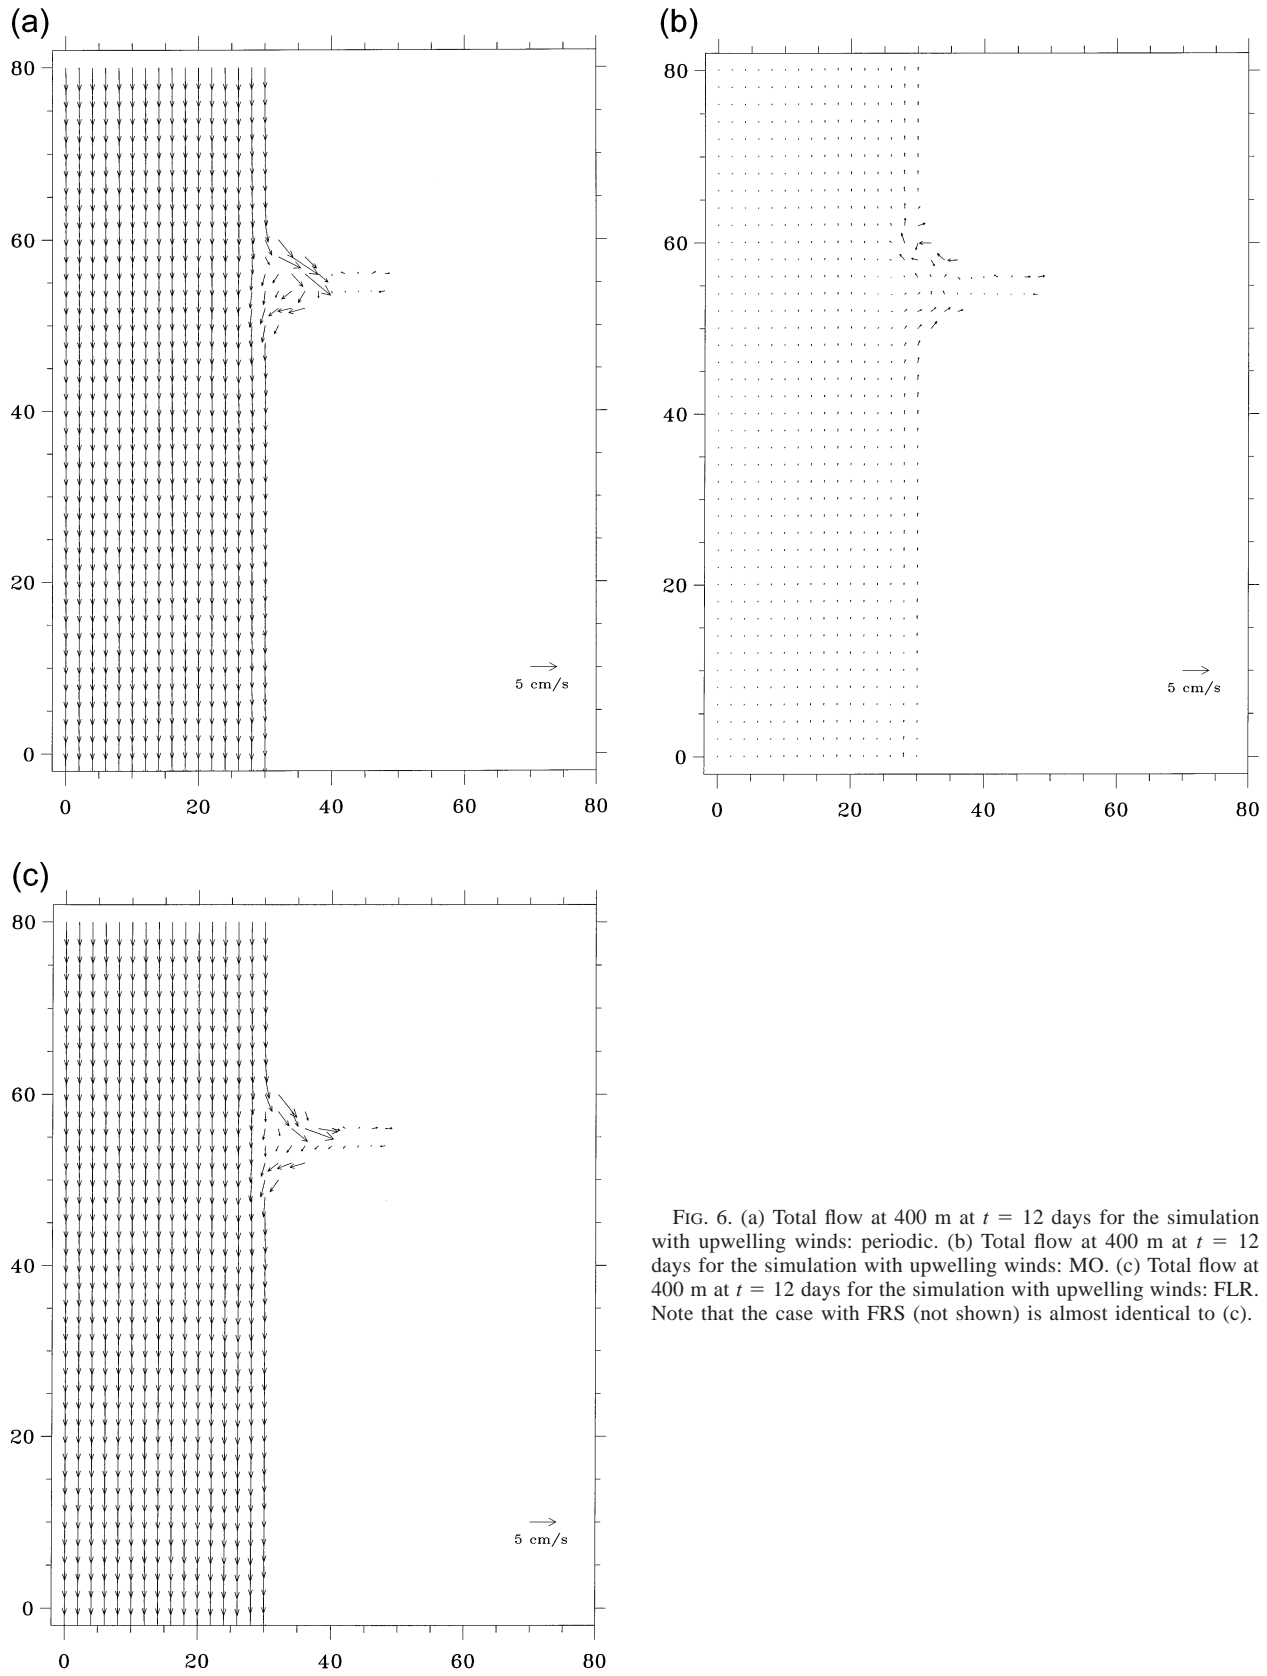 (a)
80
60
40
20
0
5 cm/s
0 20 40 60 80
(b)
80
60
40
20
0
5 cm/s
0 20 40 60 80
(c)
80
60
40
20
0
5 cm/s
0 20 40 60 80
FIG. 6. (a) Total flow at 400 m at t = 12 days for the simulation
with upwelling winds: periodic. (b) Total flow at 400 m at t = 12
days for the simulation with upwelling winds: MO. (c) Total flow at
400 m at t = 12 days for the simulation with upwelling winds: FLR.
Note that the case with FRS (not shown) is almost identical to (c).